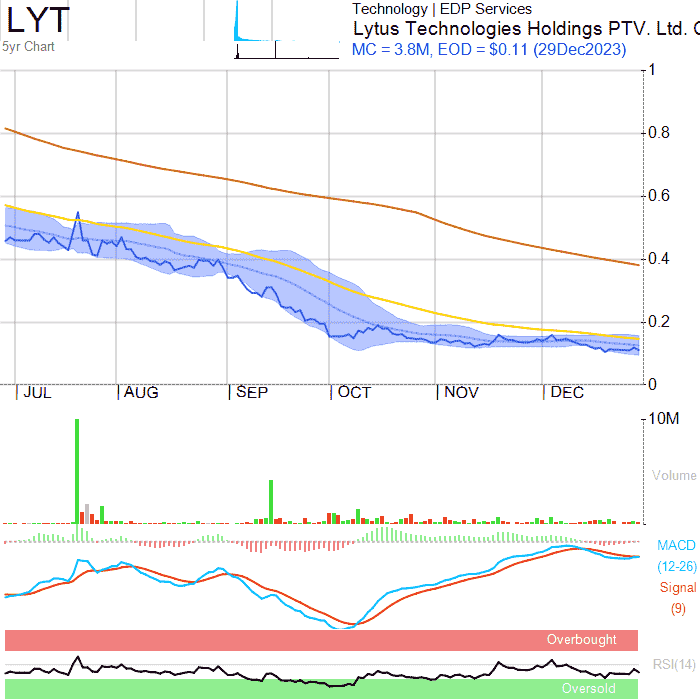 LYT
5yr Chart
Technology | EDP Services
Lytus Technologies Holdings PTV. Ltd.
MC = 3.8M, EOD = $0.11 (29Dec2023)
1
0.8
0.6
0.4
0.2
0
JUL AUG SEP OCT NOV DEC
10M
Volume
MACD
(12-26)
Signal
(9)
Overbought
RSI(14)
Oversold